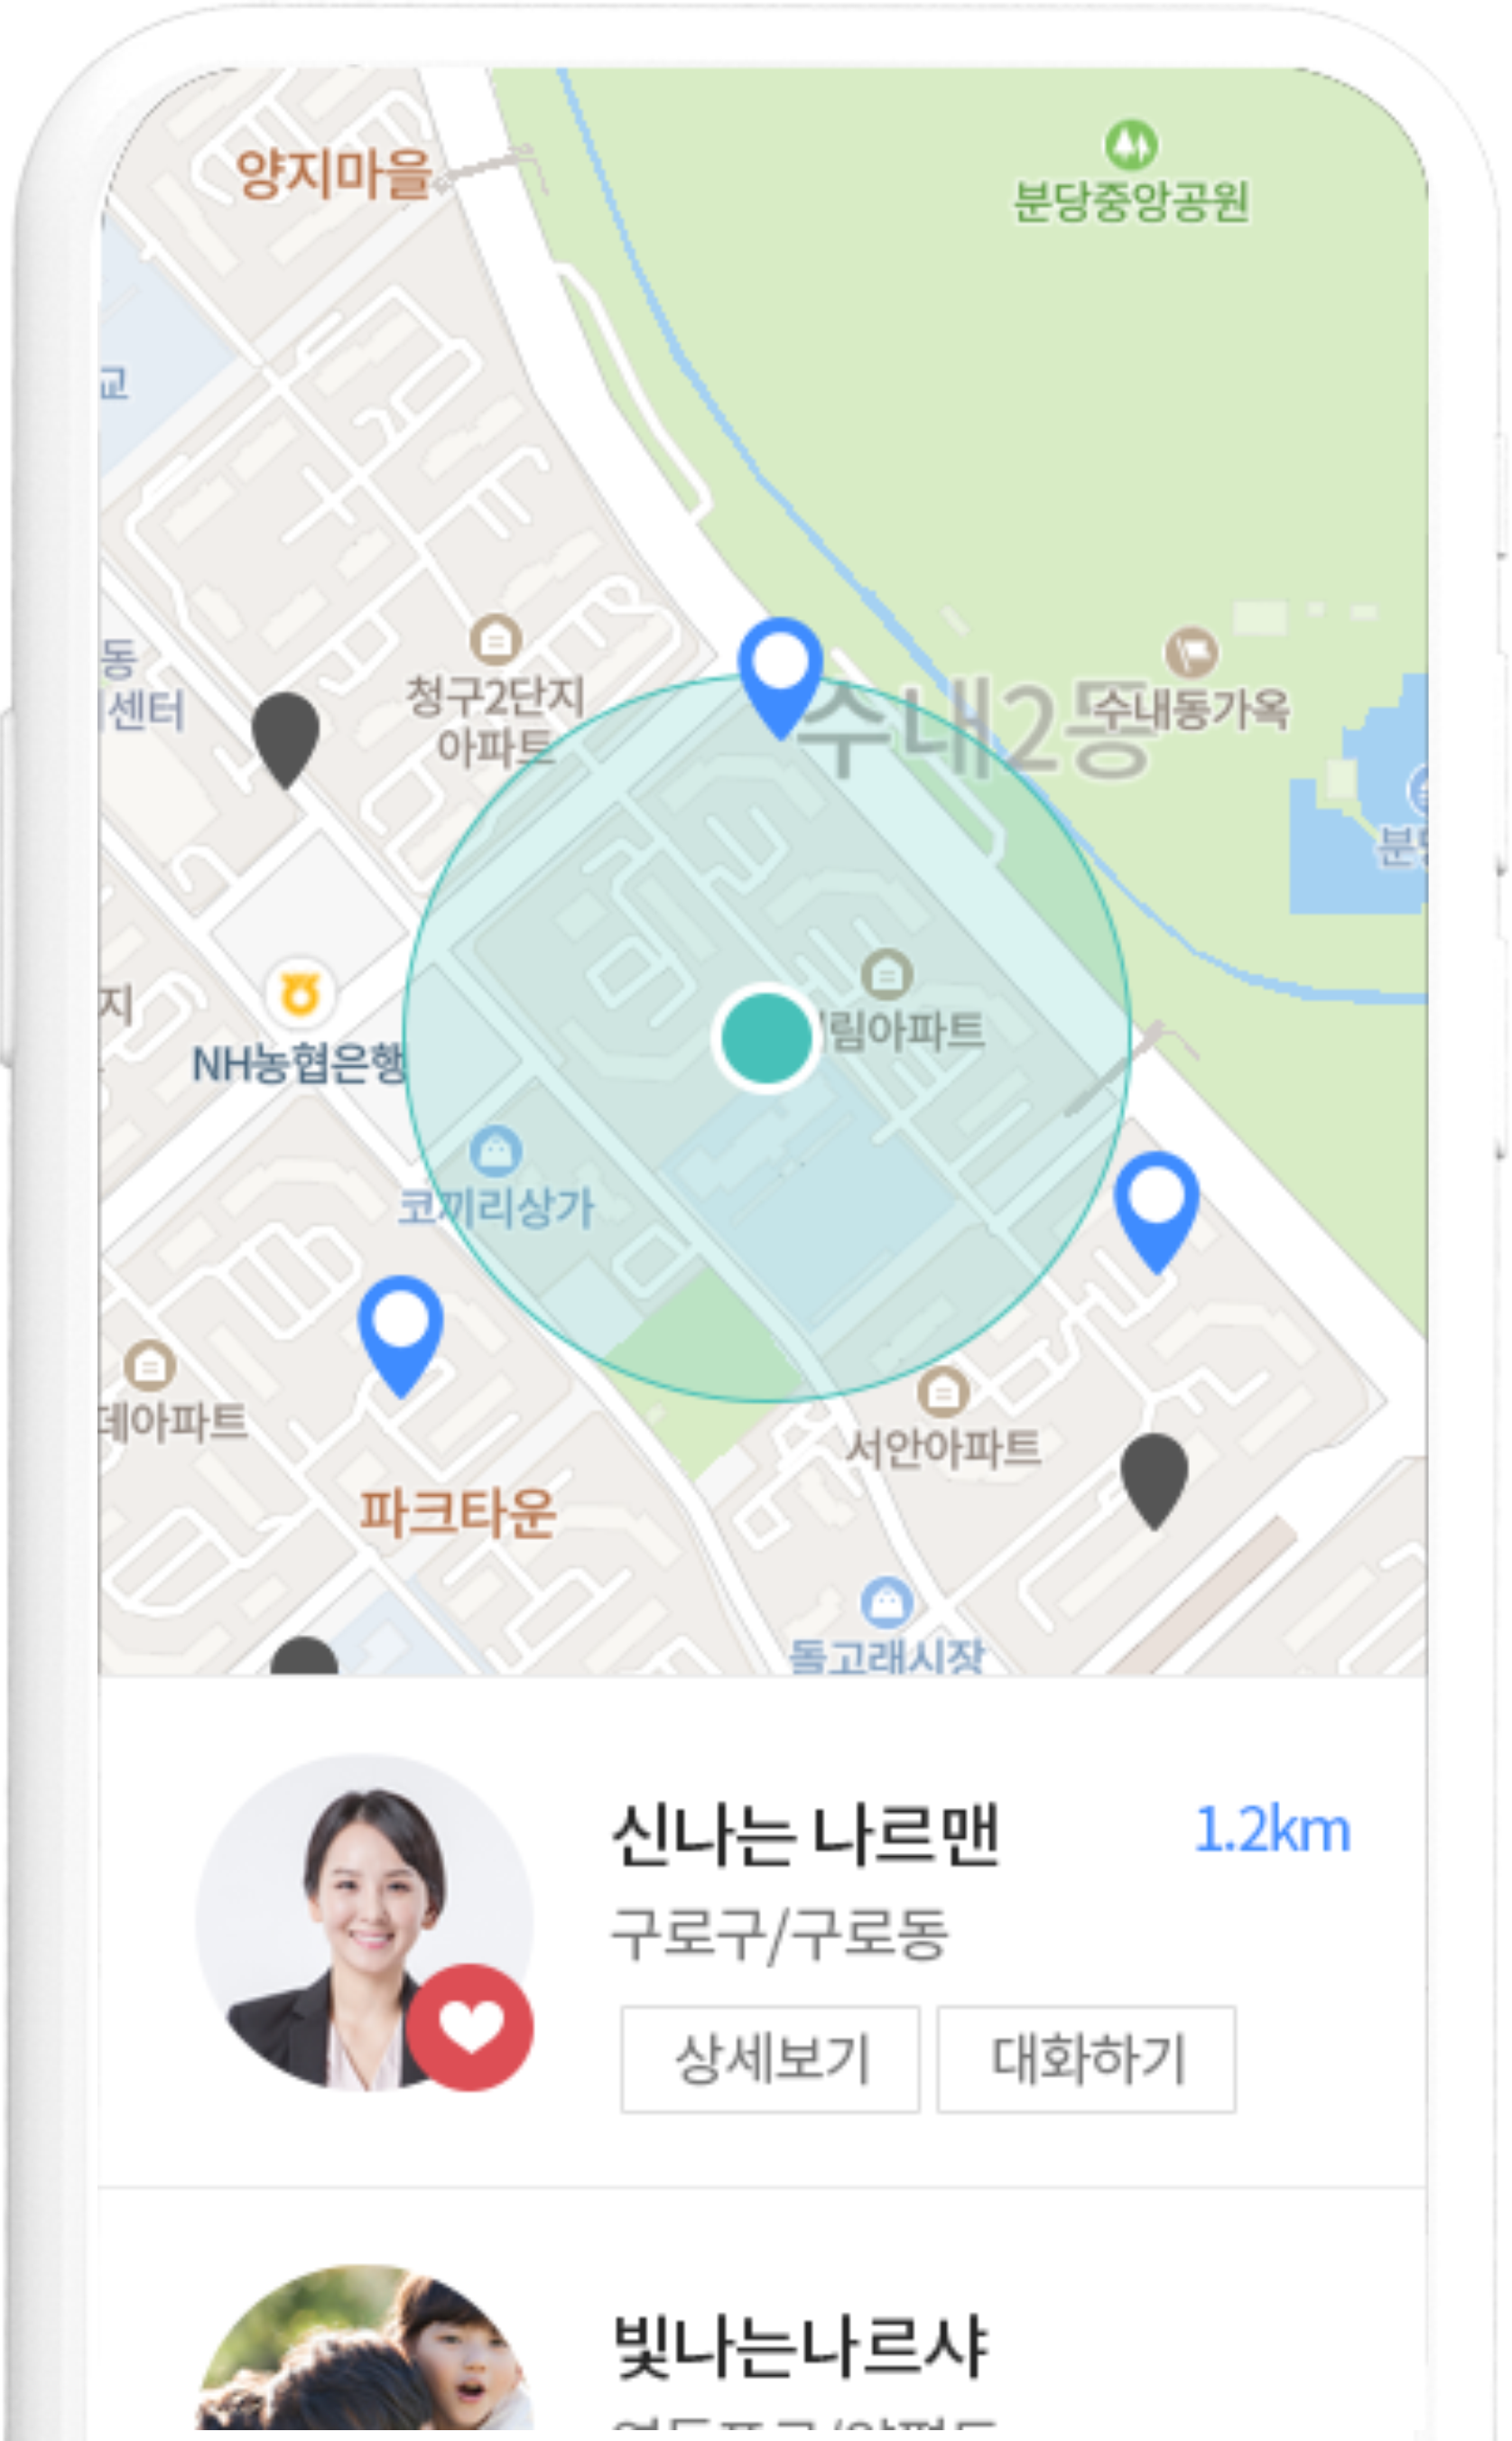 양지마을
분당중앙공원
교
동
센터
청구2단지
아파트
수내2동
수내동가옥
지
림아파트
NH농협은행
코끼리상가
데아파트
서안아파트
파크타운
돌고래시장
신나는 나르맨
1.2km
구로구/구로동
상세보기
대화하기
빛나는나르샤